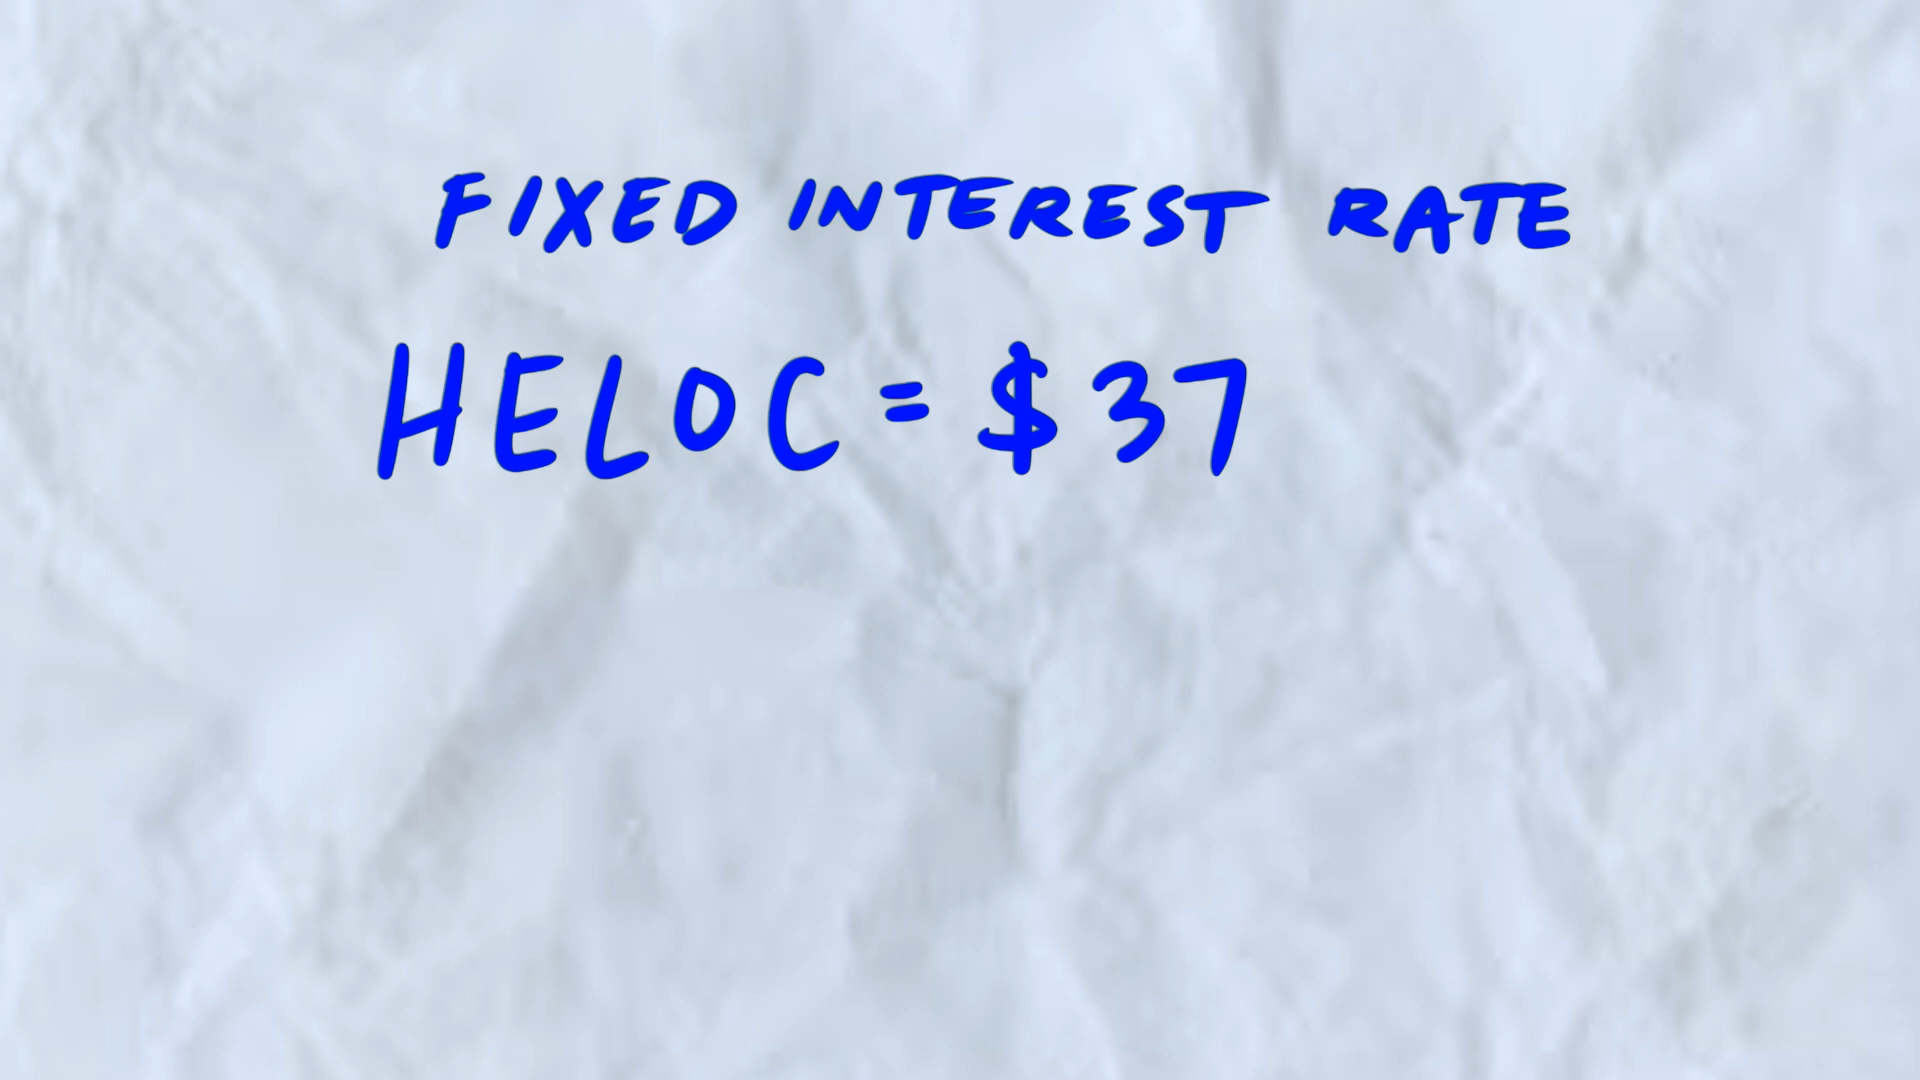 FIXED INTEREST RATE
HELOC = $37